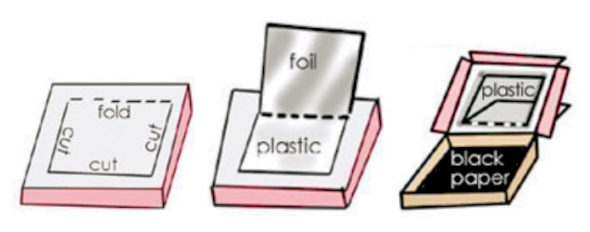 fold
cut
cut
cut
foil
plastic
plastic
black
paper